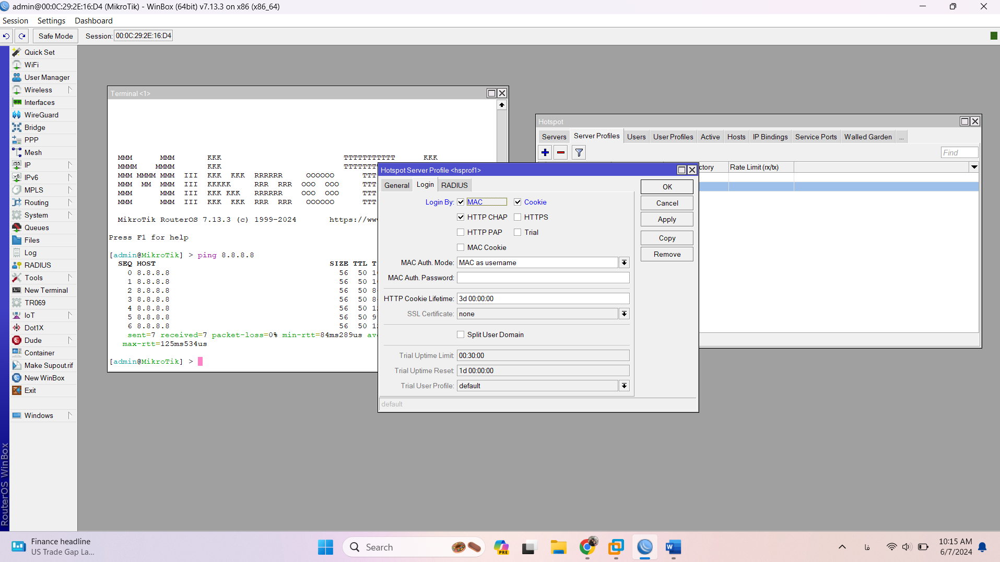 admin@00:0C:29:2E:16:D4 (MikroTik) - WinBox (64bit) v7.13.3 on x86 (x86_64)
Session Settings Dashboard
Safe Mode Session: 00:0C:29:2E:16:D4
Quick Set
WiFi
User Manager
Wireless
Interfaces
WireGuard
Bridge
PPP
Mesh
IP
IPv6
MPLS
Routing
System
Queues
Files
Log
RADIUS
Tools
New Terminal
TR069
IoT
Dot1X
Dude
Container
Make Supout.rif
New WinBox
Exit
Windows
RouterOS WinBox
Terminal <1>
MMM MMM KKK TTTTTTTTTTT KKK
MMMM MMMM KKK TTTTTTTT
MMM MMMM MMM III KKK KKK RRRRRR OOOOOO TTT
MMM MM MMM III KKKKK RRR RRR OOO OOO TTT
MMM MMM III KKK KKK RRRRRR OOO OOO TTT
MMM MMM III KKK KKK RRR RRR OOOOOO TTT
MikroTik RouterOS 7.13.3 (c) 1999-2024 https://www
Press F1 for help
[admin@MikroTik] > ping 8.8.8.8
SEQ HOST SIZE TTL T
0 8.8.8.8 56 50 1
1 8.8.8.8 56 50 1
2 8.8.8.8 56 50 8
3 8.8.8.8 56 50 8
4 8.8.8.8 56 50 1
5 8.8.8.8 56 50 9
6 8.8.8.8 56 50 1
sent=7 received=7 packet-loss=0% min-rtt=84ms289us av
max-rtt=125ms534us
[admin@MikroTik] >
Hotspot
Servers Server Profiles Users User Profiles Active Hosts IP Bindings Service Ports Walled Garden ...
Find
ctory Rate Limit (rx/tx)
Hotspot Server Profile <hsprof1>
General Login RADIUS
Login By: MAC Cookie
HTTP CHAP HTTPS
HTTP PAP Trial
MAC Cookie
MAC Auth. Mode: MAC as username
MAC Auth. Password:
HTTP Cookie Lifetime: 3d 00:00:00
SSL Certificate: none
Split User Domain
Trial Uptime Limit: 00:30:00
Trial Uptime Reset: 1d 00:00:00
Trial User Profile: default
default
OK
Cancel
Apply
Copy
Remove
Finance headline
US Trade Gap La...
Search
PRE
فا
10:15 AM
6/7/2024